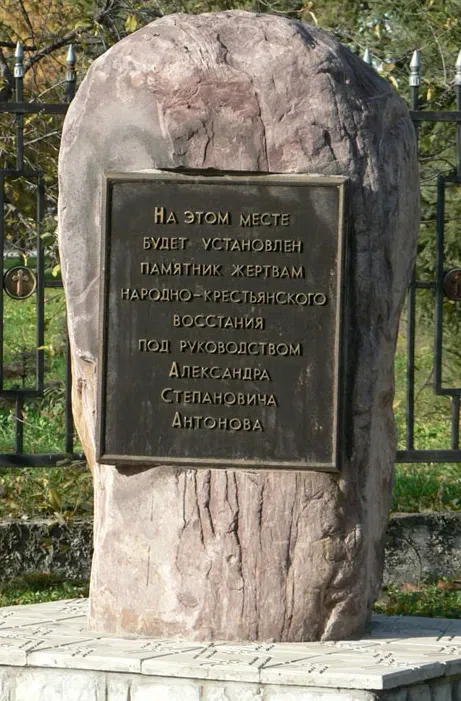 На этом месте
будет установлен
памятник жертвам
народно-крестьянского
восстания
под руководством
Александра
Степановича
Антонова